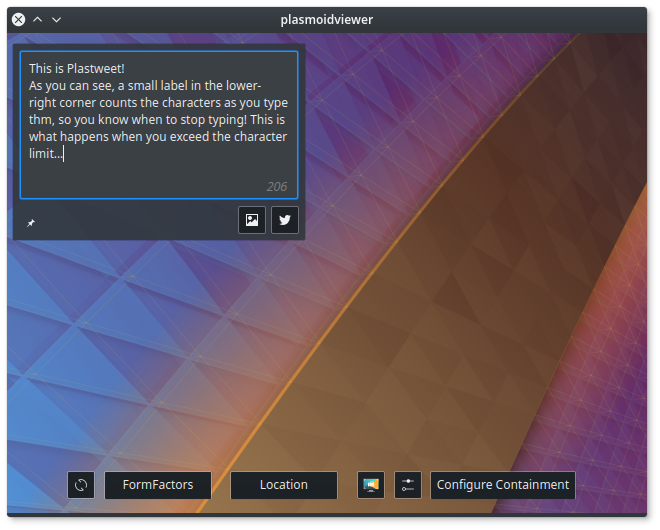 plasmoidviewer
This is Plastweet!
As you can see, a small label in the lower-
right corner counts the characters as you type
thm, so you know when to stop typing! This is
what happens when you exceed the character
limit...
206
FormFactors
Location
Configure Containment